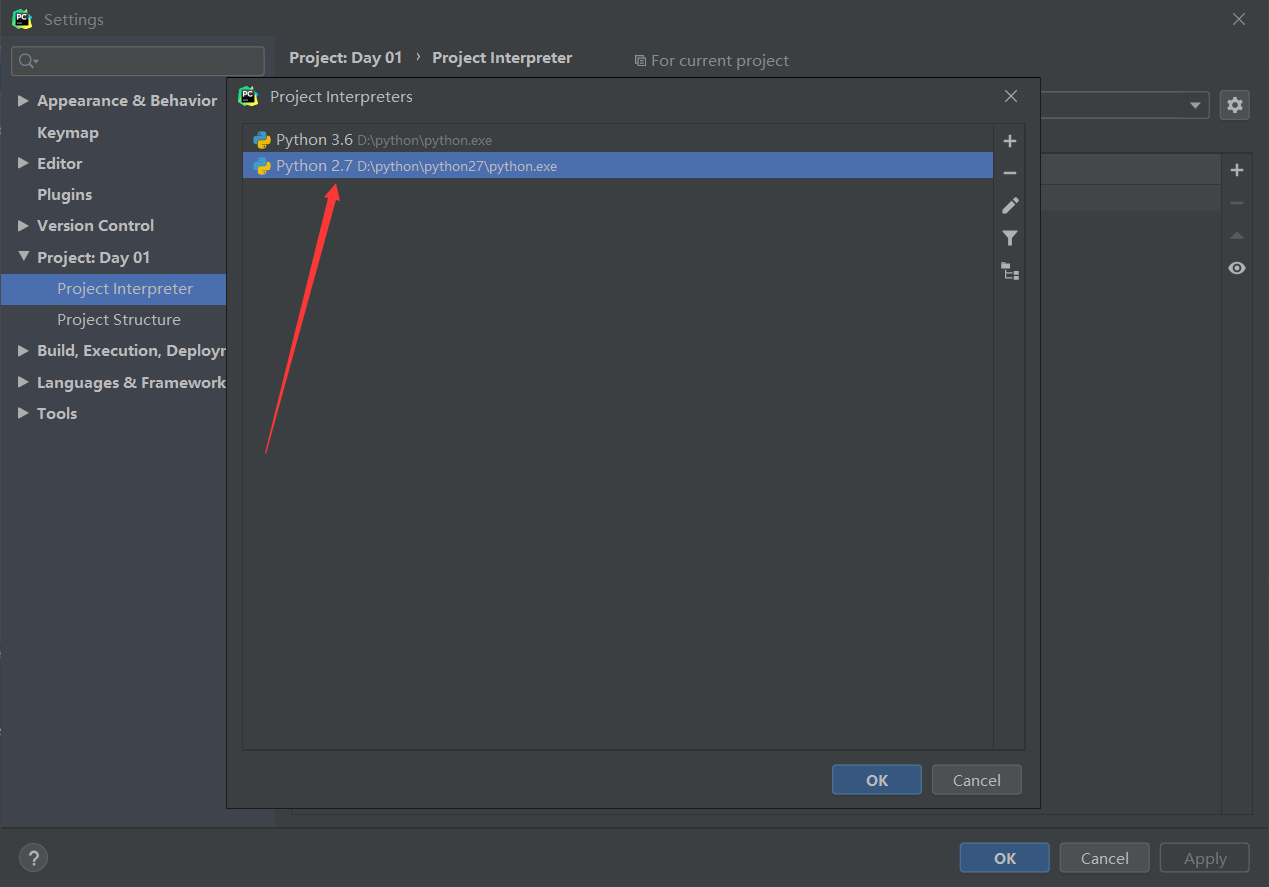 Settings
Project: Day 01 › Project Interpreter
For current project
Appearance & Behavior
Keymap
Editor
Plugins
Version Control
Project: Day 01
Project Interpreter
Project Structure
Build, Execution, Deployr
Languages & Framework
Tools
PC
Project Interpreters
Python 3.6 D:\python\python.exe
Python 2.7 D:\python\python27\python.exe
OK
Cancel
?
OK
Cancel
Apply